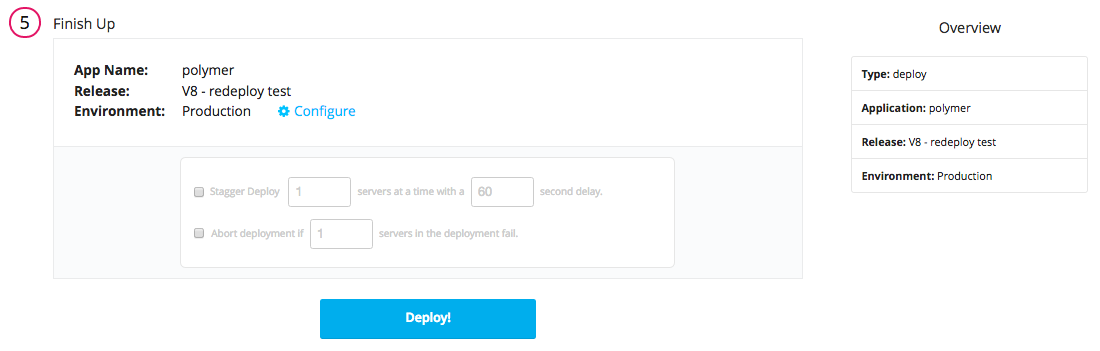 5 Finish Up
App Name: polymer
Release: V8 - redeploy test
Environment: Production Configure
Stagger Deploy 1 servers at a time with a 60 second delay.
Abort deployment if 1 servers in the deployment fail.
Deploy!
Overview
Type: deploy
Application: polymer
Release: V8 - redeploy test
Environment: Production